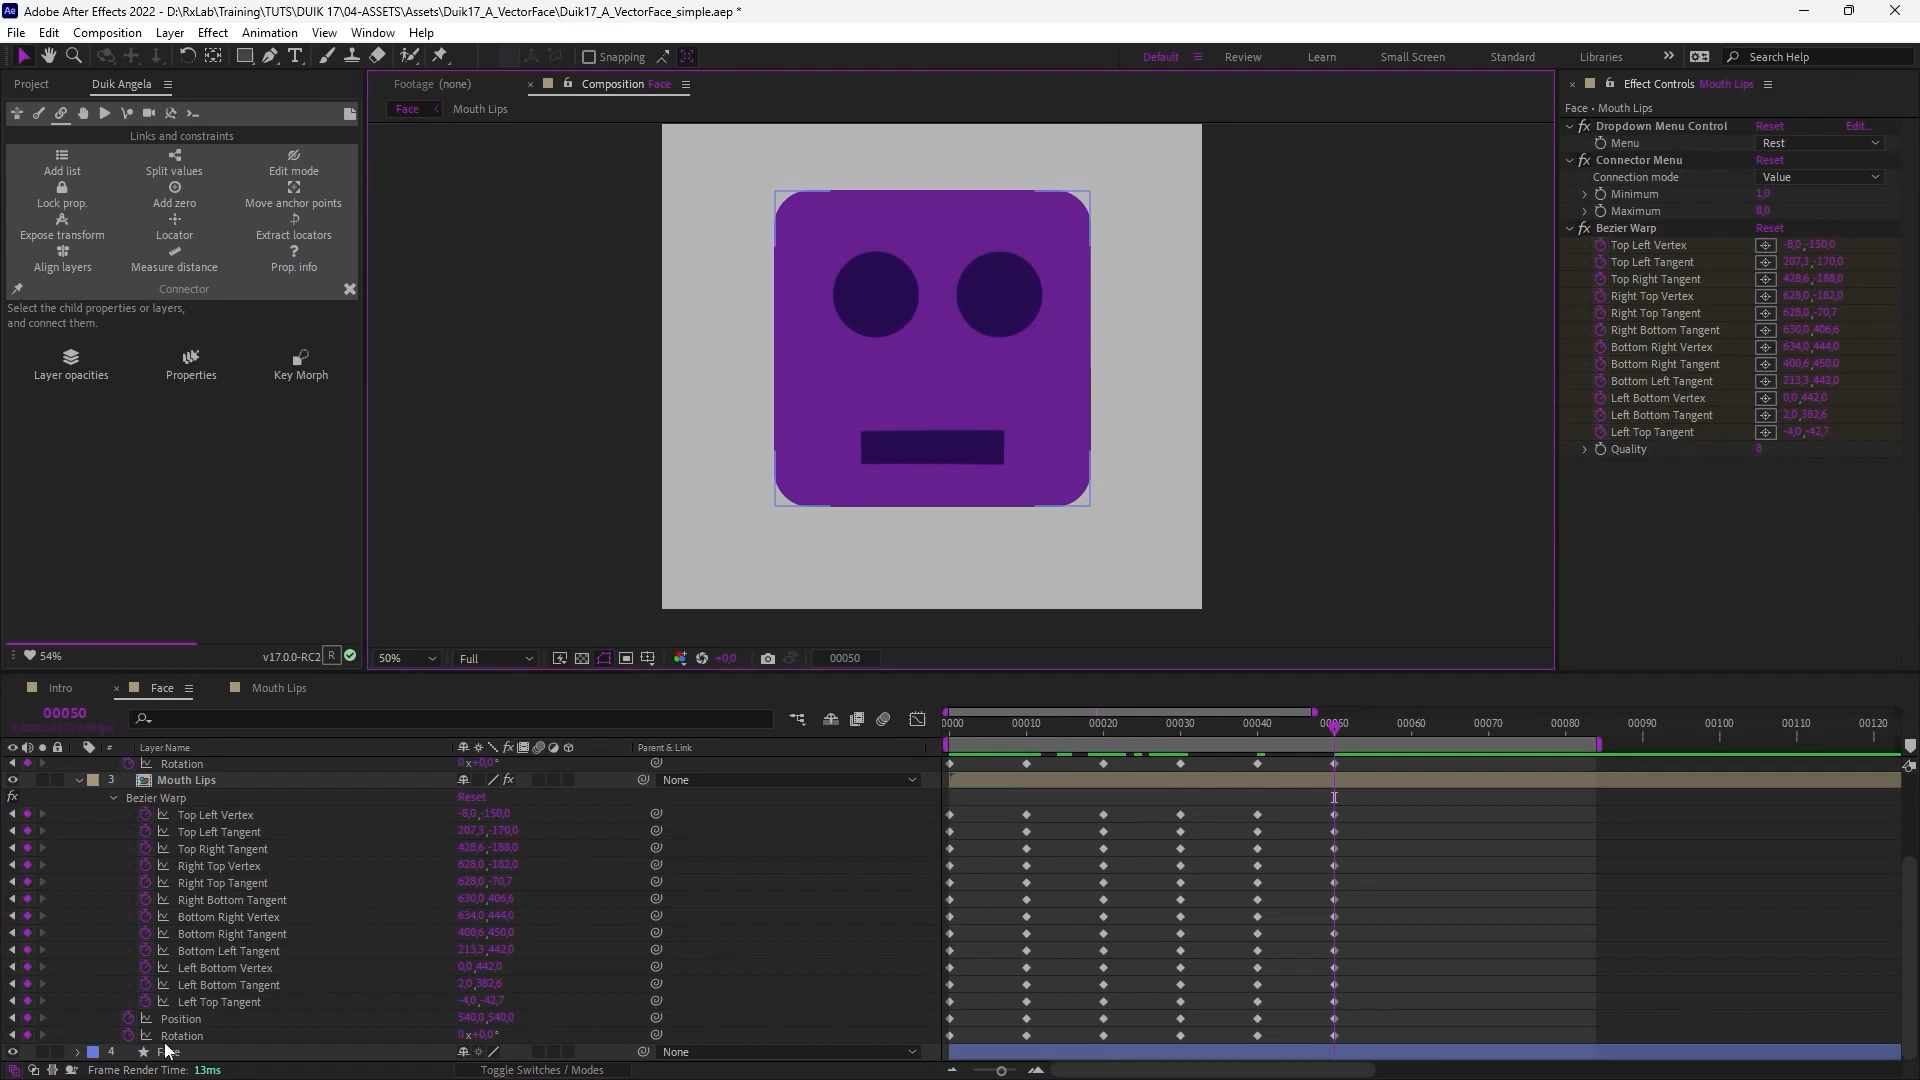 Adobe After Effects 2022 - D:\RxLab\Training\TUTS\DUIK 17\04-ASSETS\Assets\Duik17_A_VectorFace\Duik17_A_VectorFace_simple.aep *
File Edit Composition Layer Effect Animation View Window Help
Snapping Default Review Learn Small Screen Standard Libraries Search Help
Project Duik Angela
Links and constraints
Add list Split values Edit mode
Lock prop. Add zero Move anchor points
Expose transform Locator Extract locators
Align layers Measure distance Prop. info
Connector
Select the child properties or layers,
and connect them.
Layer opacities Properties Key Morph
54% v17.0.0-RC2 R
Footage (none) × Composition Face
Face Mouth Lips
50% Full +0,0 00050
Effect Controls Mouth Lips
Face • Mouth Lips
fx Dropdown Menu Control Reset Edit...
Menu Rest
fx Connector Menu Reset
Connection mode Value
Minimum 1,0
Maximum 8,0
fx Bezier Warp Reset
Top Left Vertex -8,0,-150,0
Top Left Tangent 207,3,-170,0
Top Right Tangent 428,6,-188,0
Right Top Vertex 628,0,-182,0
Right Top Tangent 628,0,-70,7
Right Bottom Tangent 630,0,406,6
Bottom Right Vertex 634,0,444,0
Bottom Right Tangent 400,6,450,0
Bottom Left Tangent 213,3,442,0
Left Bottom Vertex 0,0,442,0
Left Bottom Tangent 2,0,382,6
Left Top Tangent -4,0,-42,7
Quality 8
Intro × Face Mouth Lips
00050
0000 00010 00020 00030 00040 00050 00060 00070 00080 00090 00100 00110 00120
# Layer Name fx Parent & Link
Rotation 0x+0,0°
3 Mouth Lips fx None
fx Bezier Warp Reset
Top Left Vertex -8,0,-150,0
Top Left Tangent 207,3,-170,0
Top Right Tangent 428,6,-188,0
Right Top Vertex 628,0,-182,0
Right Top Tangent 628,0,-70,7
Right Bottom Tangent 630,0,406,6
Bottom Right Vertex 634,0,444,0
Bottom Right Tangent 400,6,450,0
Bottom Left Tangent 213,3,442,0
Left Bottom Vertex 0,0,442,0
Left Bottom Tangent 2,0,382,6
Left Top Tangent -4,0,-42,7
Position 540,0,540,0
Rotation 0x+0,0°
4 None
Frame Render Time: 13ms Toggle Switches / Modes